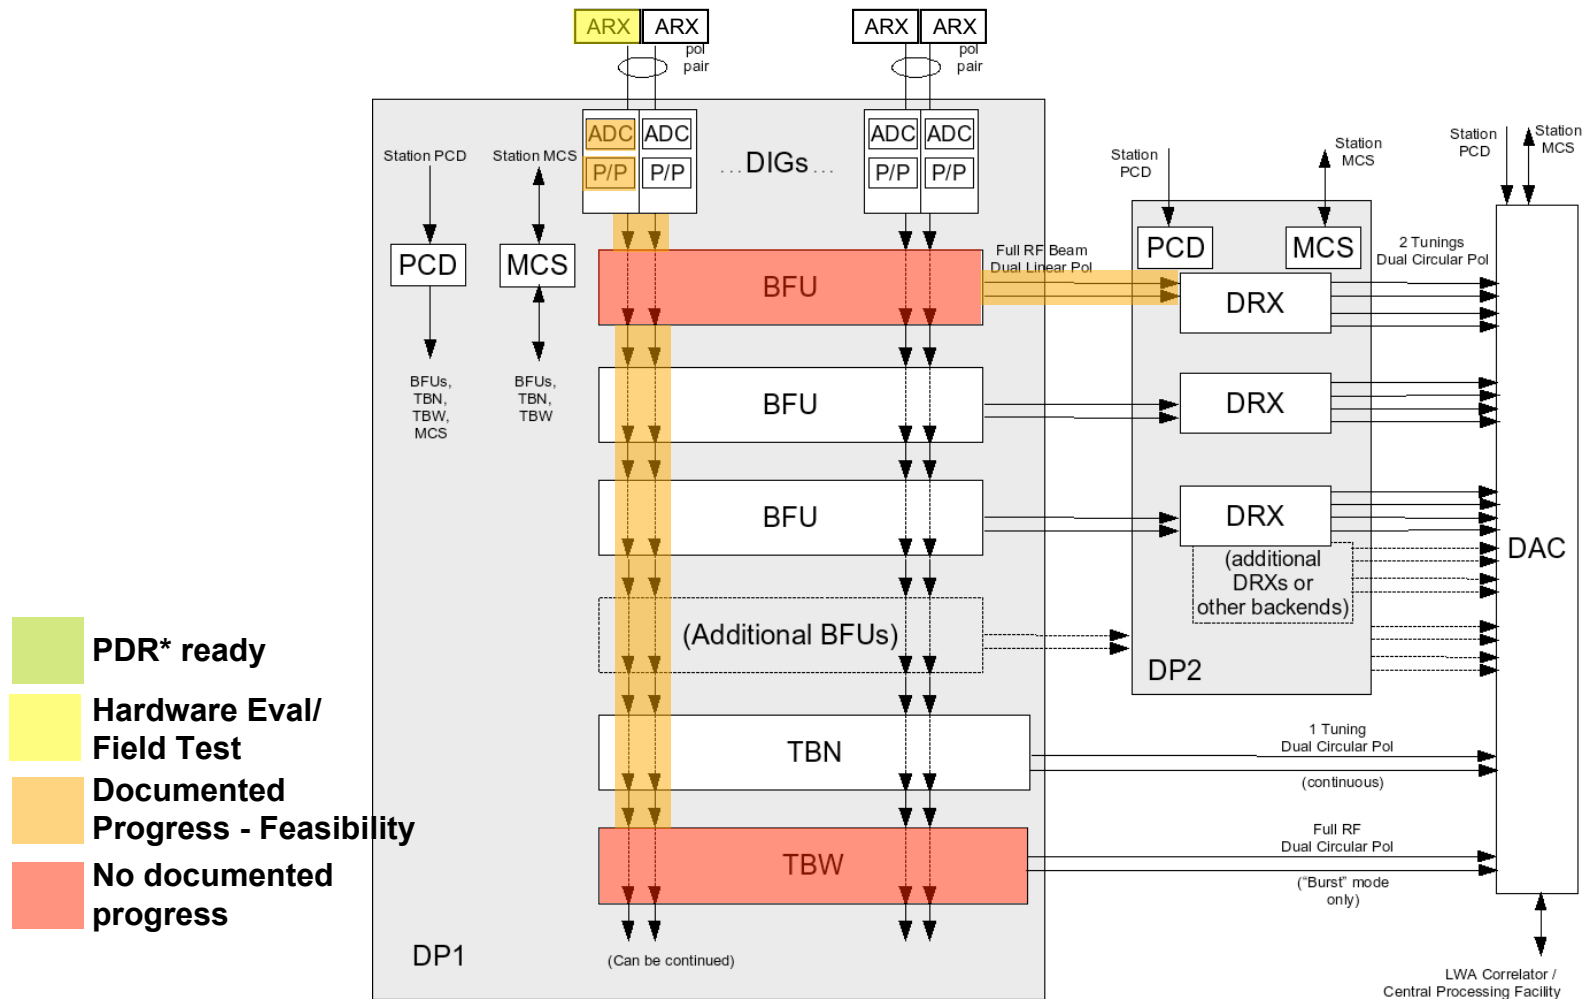 ARX ARX ARX ARX
pol
pair
pol
pair
ADC ADC ADC ADC
P/P P/P P/P P/P
...DIGs...
Station PCD
Station MCS
PCD
MCS
BFUs,
TBN,
TBW,
MCS
BFUs,
TBN,
TBW
BFU
Full RF Beam
Dual Linear Pol
BFU
BFU
(Additional BFUs)
TBN
TBW
(Can be continued)
DP1
Station
PCD
Station
MCS
PCD
MCS
DRX
DRX
DRX
(additional
DRXs or
other backends)
DP2
2 Tunings
Dual Circular Pol
1 Tuning
Dual Circular Pol
(continuous)
Full RF
Dual Circular Pol
("Burst" mode
only)
Station
PCD
Station
MCS
DAC
LWA Correlator /
Central Processing Facility
PDR* ready
Hardware Eval/
Field Test
Documented
Progress - Feasibility
No documented
progress